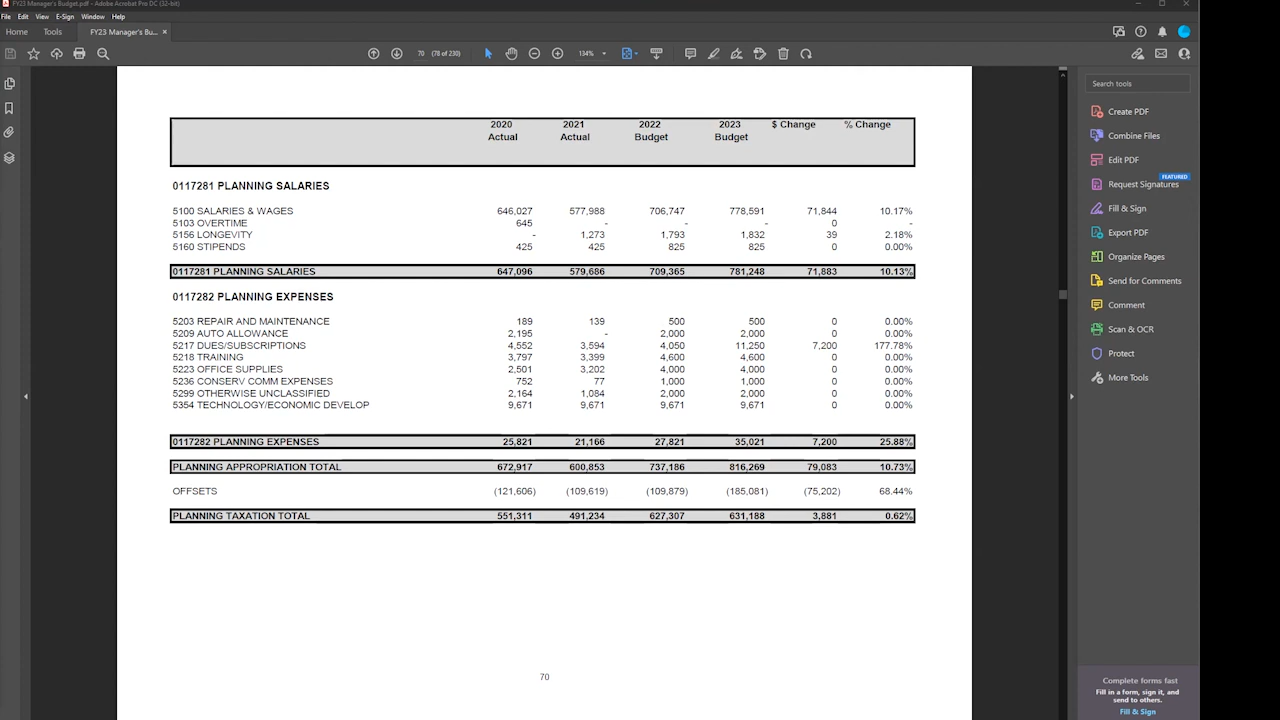 FY23 Manager's Budget.pdf - Adobe Acrobat Pro DC (32-bit)
File Edit View E-Sign Window Help
Home Tools FY23 Manager's Bu... ×
70 (78 of 230) 134%
Search tools
Create PDF
Combine Files
Edit PDF
FEATURED
Request Signatures
Fill & Sign
Export PDF
Organize Pages
Send for Comments
Comment
Scan & OCR
Protect
More Tools
Complete forms fast
Fill in a form, sign it, and
send to others.
Fill & Sign
2020 2021 2022 2023 $ Change % Change
Actual Actual Budget Budget
0117281 PLANNING SALARIES
5100 SALARIES & WAGES 646,027 577,988 706,747 778,591 71,844 10.17%
5103 OVERTIME 645 - - - 0 -
5156 LONGEVITY - 1,273 1,793 1,832 39 2.18%
5160 STIPENDS 425 425 825 825 0 0.00%
0117281 PLANNING SALARIES 647,096 579,686 709,365 781,248 71,883 10.13%
0117282 PLANNING EXPENSES
5203 REPAIR AND MAINTENANCE 189 139 500 500 0 0.00%
5209 AUTO ALLOWANCE 2,195 - 2,000 2,000 0 0.00%
5217 DUES/SUBSCRIPTIONS 4,552 3,594 4,050 11,250 7,200 177.78%
5218 TRAINING 3,797 3,399 4,600 4,600 0 0.00%
5223 OFFICE SUPPLIES 2,501 3,202 4,000 4,000 0 0.00%
5236 CONSERV COMM EXPENSES 752 77 1,000 1,000 0 0.00%
5299 OTHERWISE UNCLASSIFIED 2,164 1,084 2,000 2,000 0 0.00%
5354 TECHNOLOGY/ECONOMIC DEVELOP 9,671 9,671 9,671 9,671 0 0.00%
0117282 PLANNING EXPENSES 25,821 21,166 27,821 35,021 7,200 25.88%
PLANNING APPROPRIATION TOTAL 672,917 600,853 737,186 816,269 79,083 10.73%
OFFSETS (121,606) (109,619) (109,879) (185,081) (75,202) 68.44%
PLANNING TAXATION TOTAL 551,311 491,234 627,307 631,188 3,881 0.62%
70